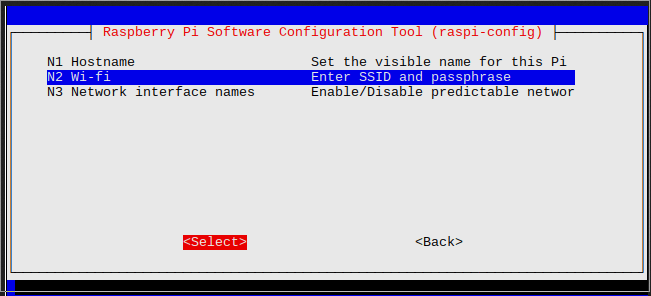 Raspberry Pi Software Configuration Tool (raspi-config)
N1 Hostname Set the visible name for this Pi
N2 Wi-fi Enter SSID and passphrase
N3 Network interface names Enable/Disable predictable networ
<Select> <Back>